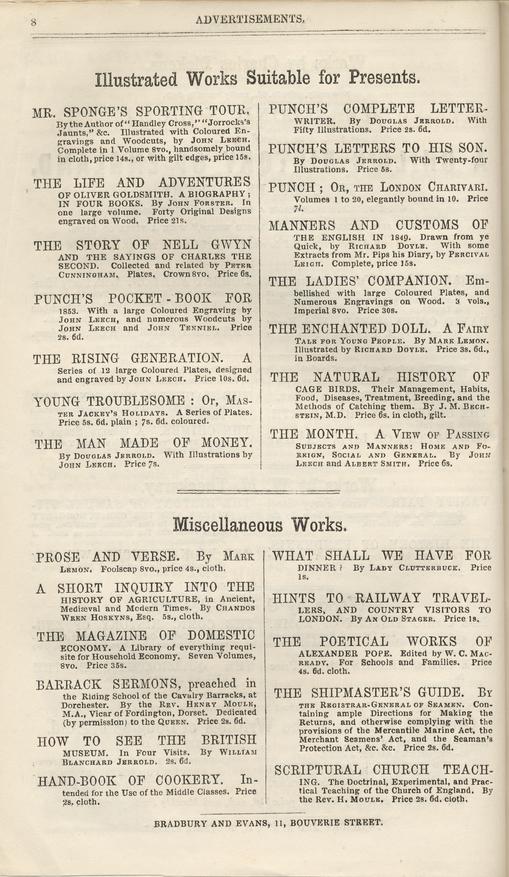 8
ADVERTISEMENTS.
Illustrated Works Suitable for Presents.
MR. SPONGE'S SPORTING TOUR.
By the Author of "Handley Cross," "Jorrocks's
Jaunts," &c. Illustrated with Coloured En-
gravings and Woodcuts, by JOHN LEECH.
Complete in 1 Volume 8vo., handsomely bound
in cloth, price 14s., or with gilt edges, price 15s.
THE LIFE AND ADVENTURES
OF OLIVER GOLDSMITH. A BIOGRAPHY;
IN FOUR BOOKS. By JOHN FORSTER. In
one large volume. Forty Original Designs
engraved on Wood. Price 21s.
THE STORY OF NELL GWYN
AND THE SAYINGS OF CHARLES THE
SECOND. Collected and related by PETER
CUNNINGHAM. Plates, Crown 8vo. Price 6s.
PUNCH'S POCKET-BOOK FOR
1853. With a large Coloured Engraving by
JOHN LEECH, and numerous Woodcuts by
JOHN LEECH and JOHN TENNIEL. Price
2s. 6d.
THE RISING GENERATION. A
Series of 12 large Coloured Plates, designed
and engraved by JOHN LEECH. Price 10s. 6d.
YOUNG TROUBLESOME: Or, MAS-
TER JACKEY'S HOLIDAYS. A Series of Plates.
Price 5s. 6d. plain; 7s. 6d. coloured.
THE MAN MADE OF MONEY.
By DOUGLAS JERROLD. With Illustrations by
JOHN LEECH. Price 7s.
PUNCH'S COMPLETE LETTER-
WRITER. By DOUGLAS JERROLD. With
Fifty Illustrations. Price 2s. 6d.
PUNCH'S LETTERS TO HIS SON.
By DOUGLAS JERROLD. With Twenty-four
Illustrations. Price 5s.
PUNCH; OR, THE LONDON CHARIVARI.
Volumes 1 to 20, elegantly bound in 10. Price
7l.
MANNERS AND CUSTOMS OF
THE ENGLISH IN 1849. Drawn from ye
Quick, by RICHARD DOYLE. With some
Extracts from Mr. Pips his Diary, by PERCIVAL
LEIGH. Complete, price 15s.
THE LADIES' COMPANION. Em-
bellished with large Coloured Plates, and
Numerous Engravings on Wood. 3 vols.,
Imperial 8vo. Price 30s.
THE ENCHANTED DOLL. A FAIRY
TALE FOR YOUNG PEOPLE. By MARK LEMON.
Illustrated by RICHARD DOYLE. Price 3s. 6d.,
in Boards.
THE NATURAL HISTORY OF
CAGE BIRDS. Their Management, Habits,
Food, Diseases, Treatment, Breeding, and the
Methods of Catching them. By J. M. BECH-
STEIN, M.D. Price 6s. in cloth, gilt.
THE MONTH. A VIEW OF PASSING
SUBJECTS AND MANNERS: HOME AND FO-
REIGN, SOCIAL AND GENERAL. By JOHN
LEECH and ALBERT SMITH. Price 6s.
Miscellaneous Works.
PROSE AND VERSE. By MARK
LEMON. Foolscap 8vo., price 4s., cloth.
A SHORT INQUIRY INTO THE
HISTORY OF AGRICULTURE, in Ancient,
Mediæval and Modern Times. By CHANDOS
WREN HOSKYNS, Esq. 5s., cloth.
THE MAGAZINE OF DOMESTIC
ECONOMY. A Library of everything requi-
site for Household Economy. Seven Volumes,
8vo. Price 35s.
BARRACK SERMONS, preached in
the Riding School of the Cavalry Barracks, at
Dorchester. By the REV. HENRY MOULE,
M.A., Vicar of Fordington, Dorset. Dedicated
(by permission) to the QUEEN. Price 2s. 6d.
HOW TO SEE THE BRITISH
MUSEUM. In Four Visits. By WILLIAM
BLANCHARD JERROLD. 2s. 6d.
HAND-BOOK OF COOKERY. In-
tended for the Use of the Middle Classes. Price
2s. cloth.
WHAT SHALL WE HAVE FOR
DINNER? By LADY CLUTTERBUCK. Price
1s.
HINTS TO RAILWAY TRAVEL-
LERS, AND COUNTRY VISITORS TO
LONDON. By AN OLD STAGER. Price 1s.
THE POETICAL WORKS OF
ALEXANDER POPE. Edited by W. C. MAC-
READY. For Schools and Families. Price
4s. 6d. cloth.
THE SHIPMASTER'S GUIDE. BY
THE REGISTRAR-GENERAL OF SEAMEN. Con-
taining ample Directions for Making the
Returns, and otherwise complying with the
provisions of the Mercantile Marine Act, the
Merchant Seamens' Act, and the Seaman's
Protection Act, &c. &c. Price 2s. 6d.
SCRIPTURAL CHURCH TEACH-
ING. The Doctrinal, Experimental, and Prac-
tical Teaching of the Church of England. By
the Rev. H. MOULE. Price 2s. 6d. cloth.
BRADBURY AND EVANS, 11, BOUVERIE STREET.